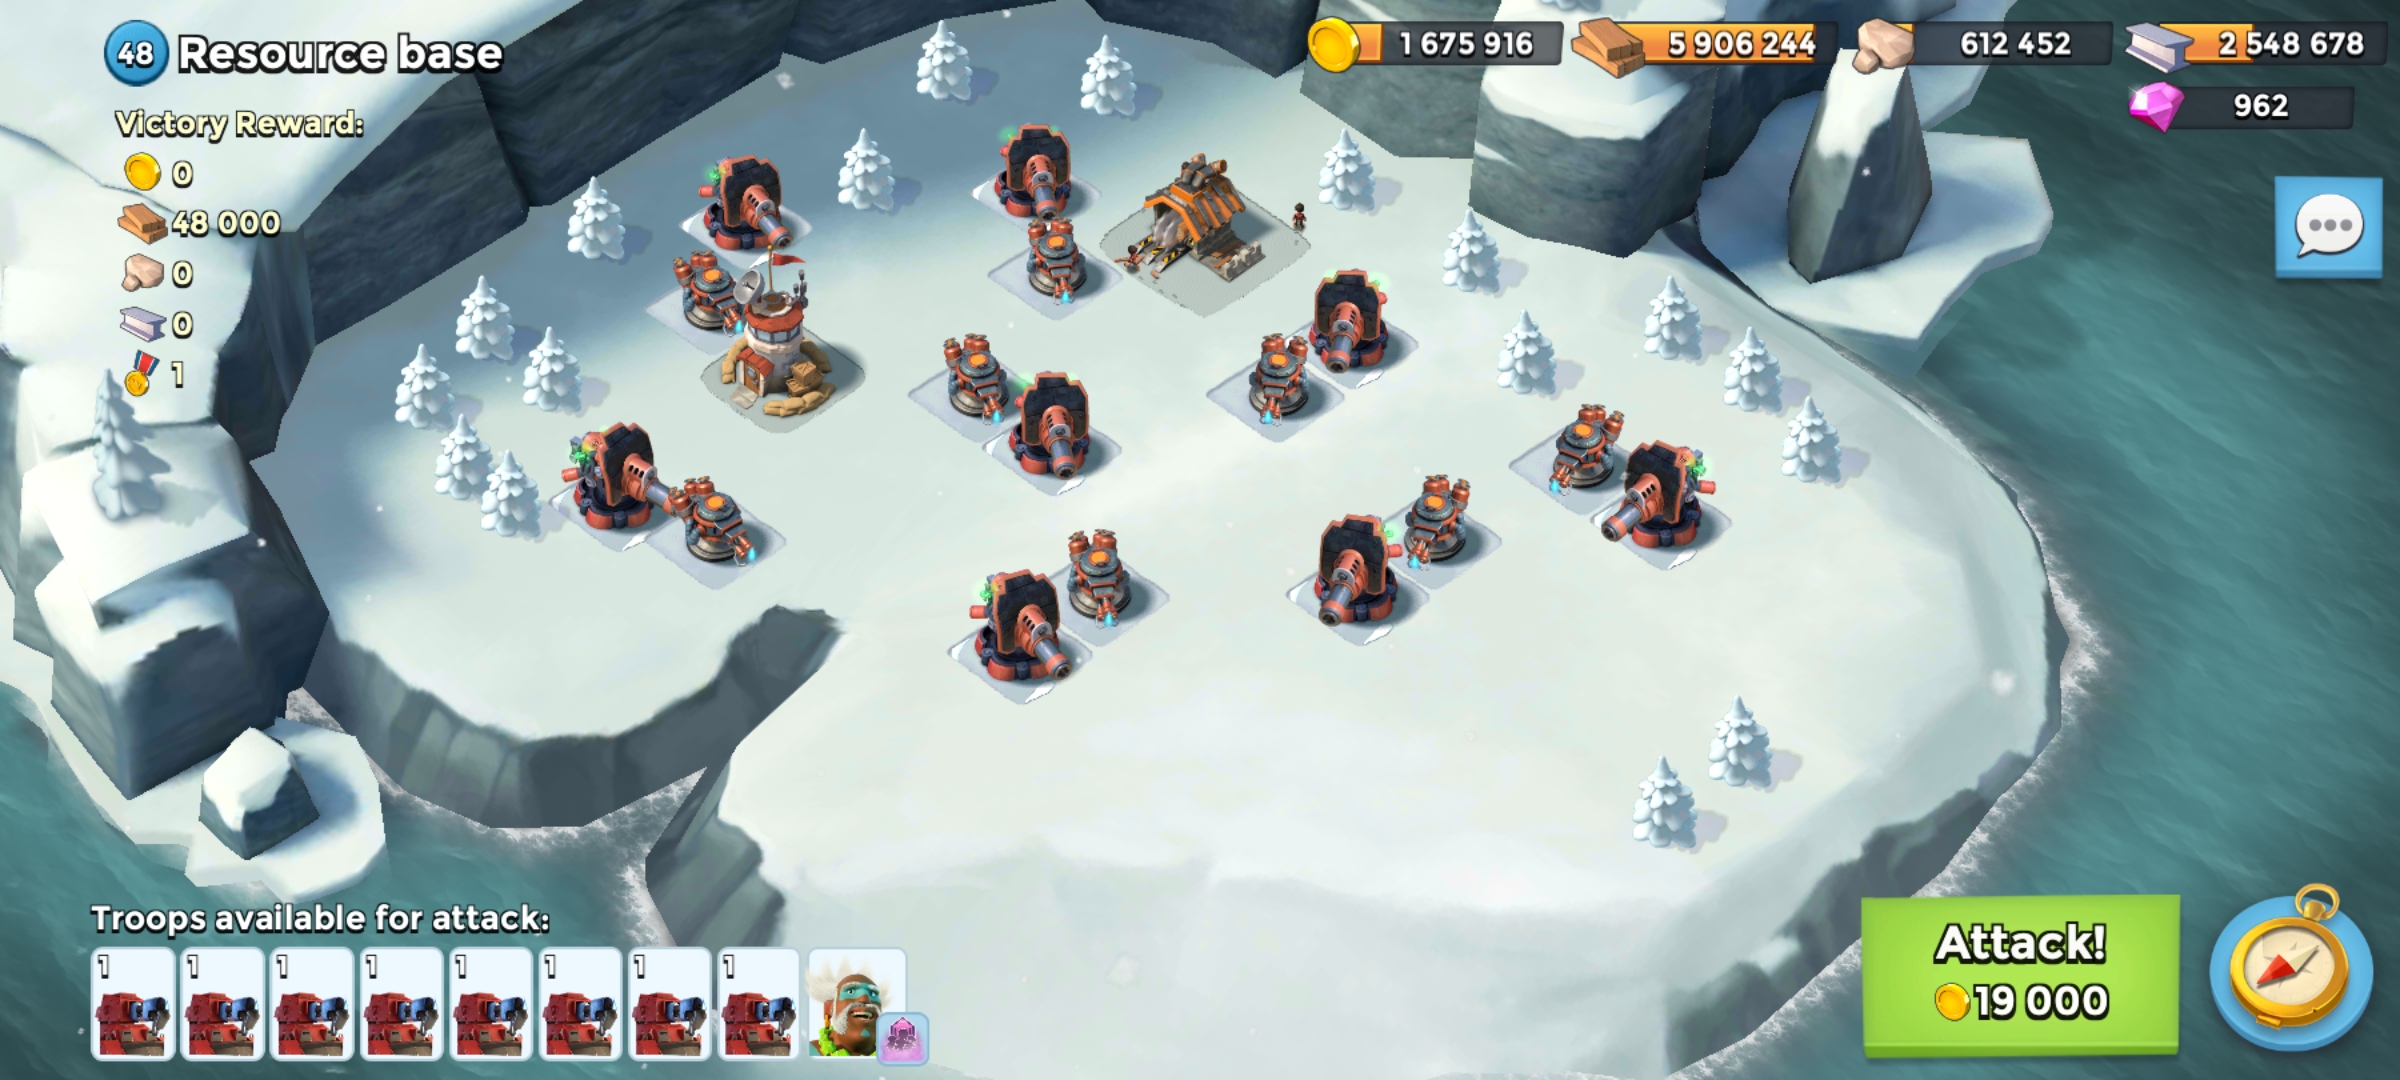 48 Resource base
1 675 916
5 906 244
612 452
2 548 678
962
Victory Reward:
0
48 000
0
0
1
Troops available for attack:
1 1 1 1 1 1 1 1
Attack!
19 000